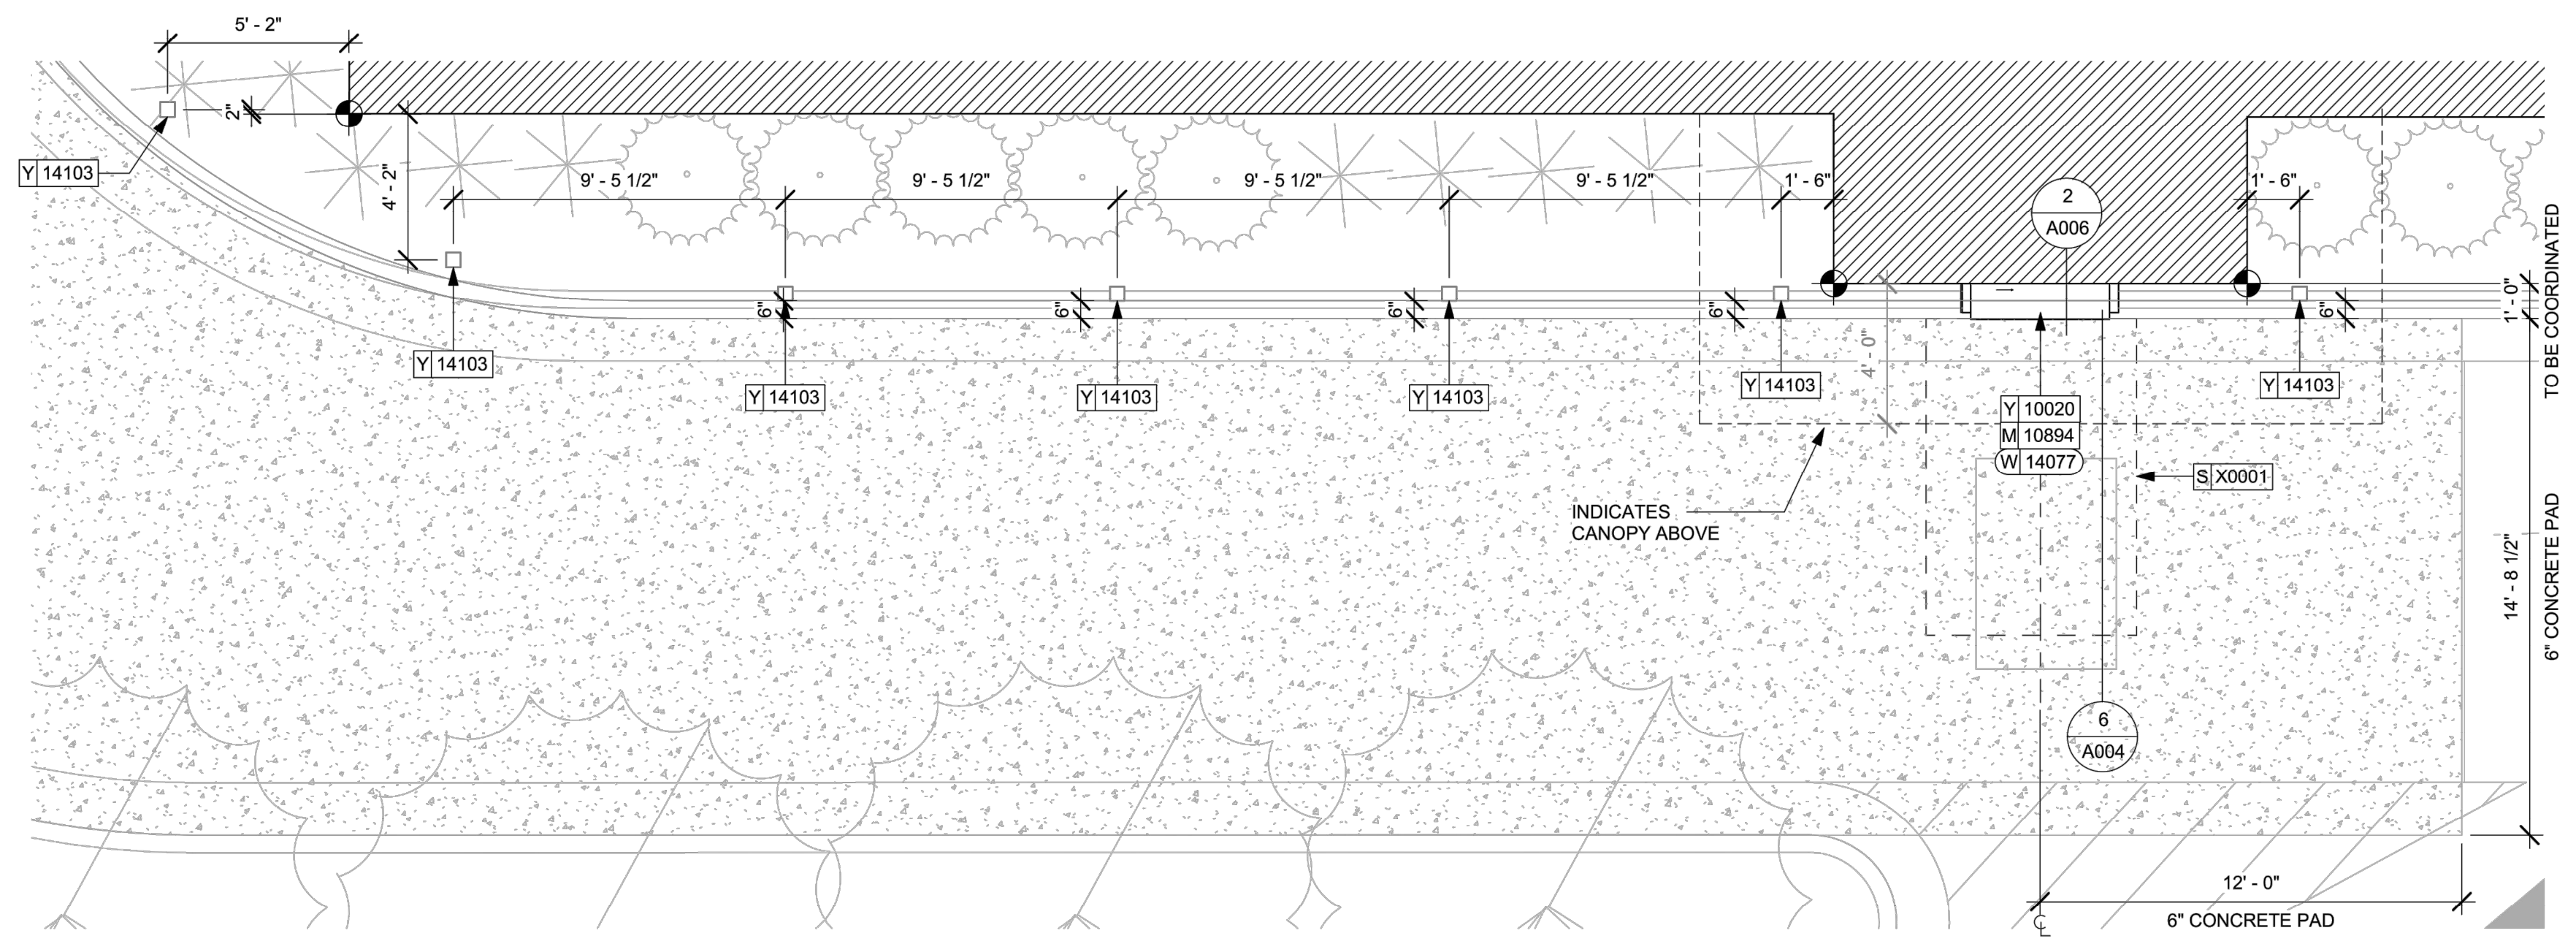 5' - 2"
2"
Y 14103
4' - 2"
9' - 5 1/2"
9' - 5 1/2"
9' - 5 1/2"
9' - 5 1/2"
1' - 6"
2
A006
1' - 6"
6"
6"
6"
6"
6"
1' - 0"
TO BE COORDINATED
4' - 0"
Y 14103
Y 14103
Y 14103
Y 14103
Y 14103
Y 14103
Y 10020
M 10894
W 14077
S X0001
INDICATES
CANOPY ABOVE
14' - 8 1/2"
6" CONCRETE PAD
6
A004
12' - 0"
6" CONCRETE PAD
CL